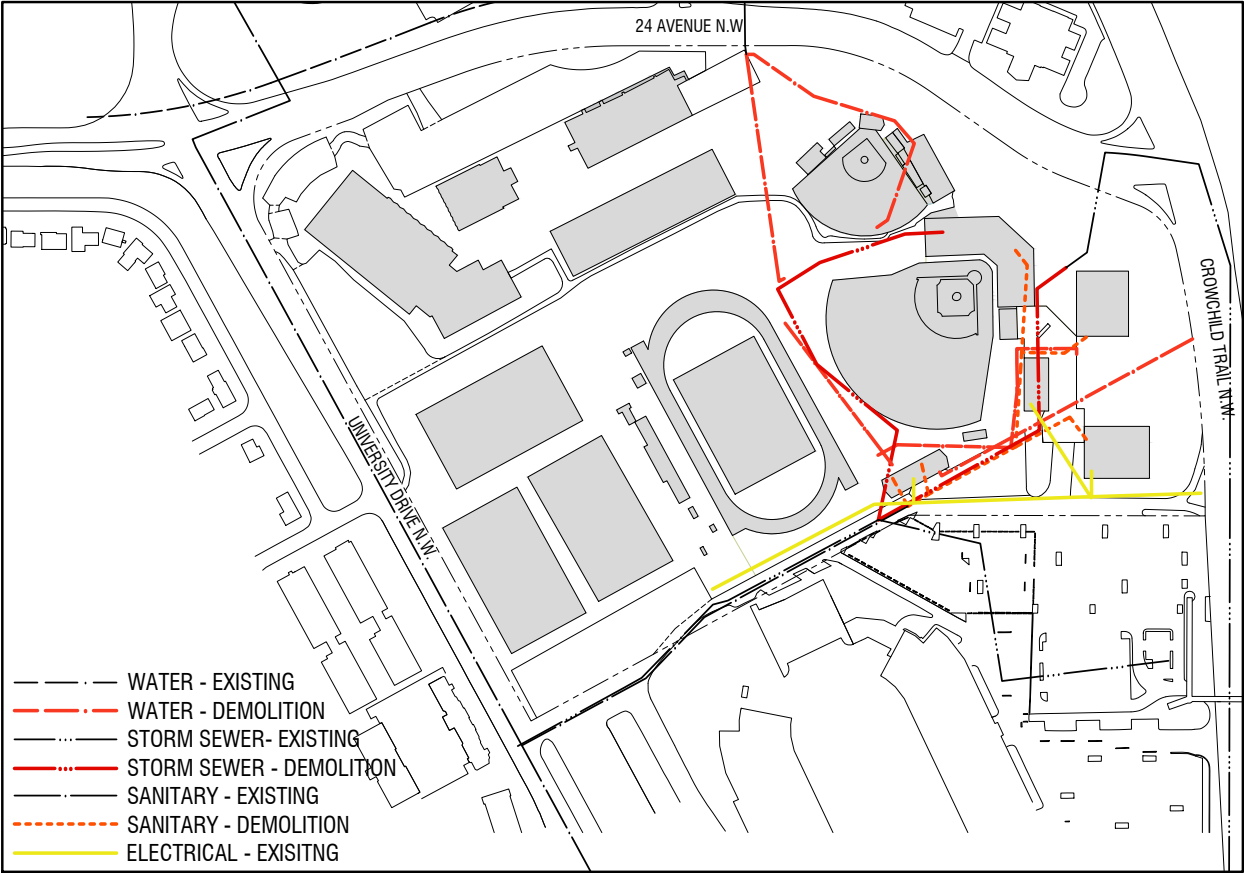 24 AVENUE N.W
CROWCHILD TRAIL N.W.
UNIVERSITY DRIVE N.W.
WATER - EXISTING
WATER - DEMOLITION
STORM SEWER- EXISTING
STORM SEWER - DEMOLITION
SANITARY - EXISTING
SANITARY - DEMOLITION
ELECTRICAL - EXISITNG